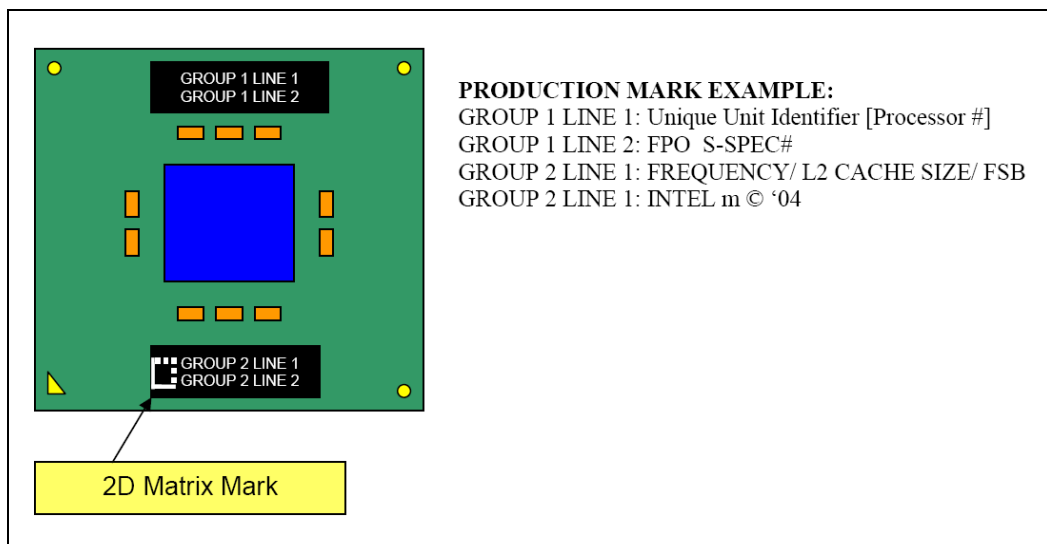 GROUP 1 LINE 1
GROUP 1 LINE 2
PRODUCTION MARK EXAMPLE:
GROUP 1 LINE 1: Unique Unit Identifier [Processor #]
GROUP 1 LINE 2: FPO S-SPEC#
GROUP 2 LINE 1: FREQUENCY/ L2 CACHE SIZE/ FSB
GROUP 2 LINE 1: INTEL m © ‘04
GROUP 2 LINE 1
GROUP 2 LINE 2
2D Matrix Mark